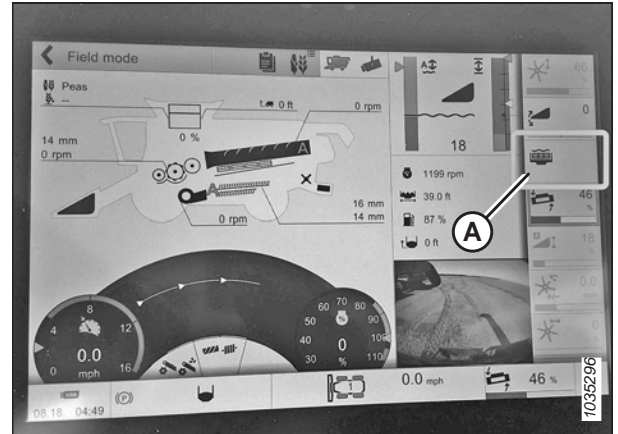 Field mode
Peas
--
0 ft
0 rpm
14 mm
0 rpm
0 %
A
A
16 mm
14 mm
0 rpm
A
18
1199 rpm
39.0 ft
87 %
0 ft
66
%
0
46
%
A
18
%
0.0
mph
0
%
A
4
8
12
0
16
0.0
mph
30
40
50
60
70
80
90
100
110
%
0
%
08.18. 04:49
(P)
1
0.0 mph
46 %
1035296